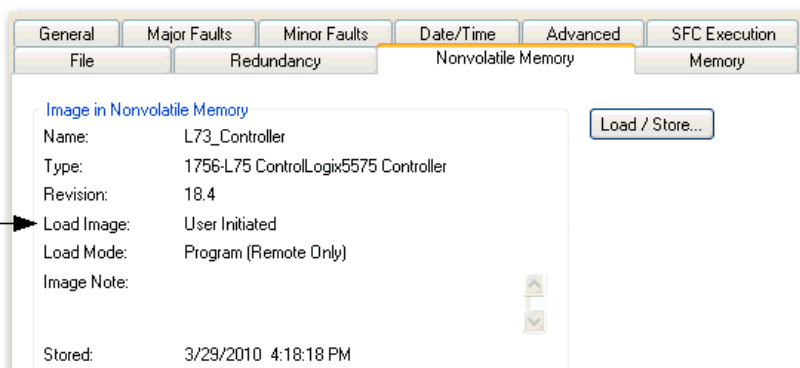 General Major Faults Minor Faults Date/Time Advanced SFC Execution
File Redundancy Nonvolatile Memory Memory
Image in Nonvolatile Memory
Load / Store...
Name: L73_Controller
Type: 1756-L75 ControlLogix5575 Controller
Revision: 18.4
Load Image: User Initiated
Load Mode: Program (Remote Only)
Image Note:
Stored: 3/29/2010 4:18:18 PM